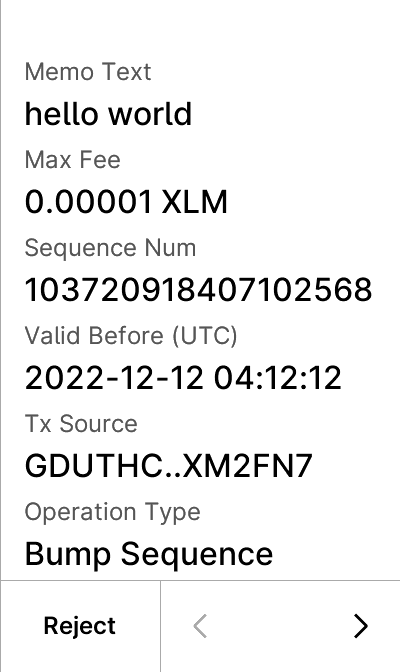 Memo Text
hello world
Max Fee
0.00001 XLM
Sequence Num
103720918407102568
Valid Before (UTC)
2022-12-12 04:12:12
Tx Source
GDUTHC..XM2FN7
Operation Type
Bump Sequence
Reject